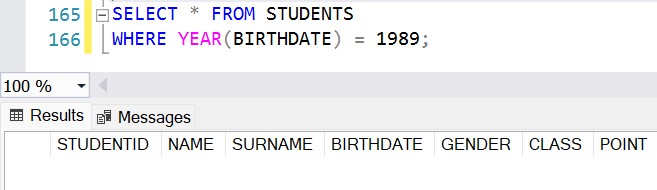 165 SELECT * FROM STUDENTS
166 WHERE YEAR(BIRTHDATE) = 1989;
100 %
Results Messages
STUDENTID NAME SURNAME BIRTHDATE GENDER CLASS POINT